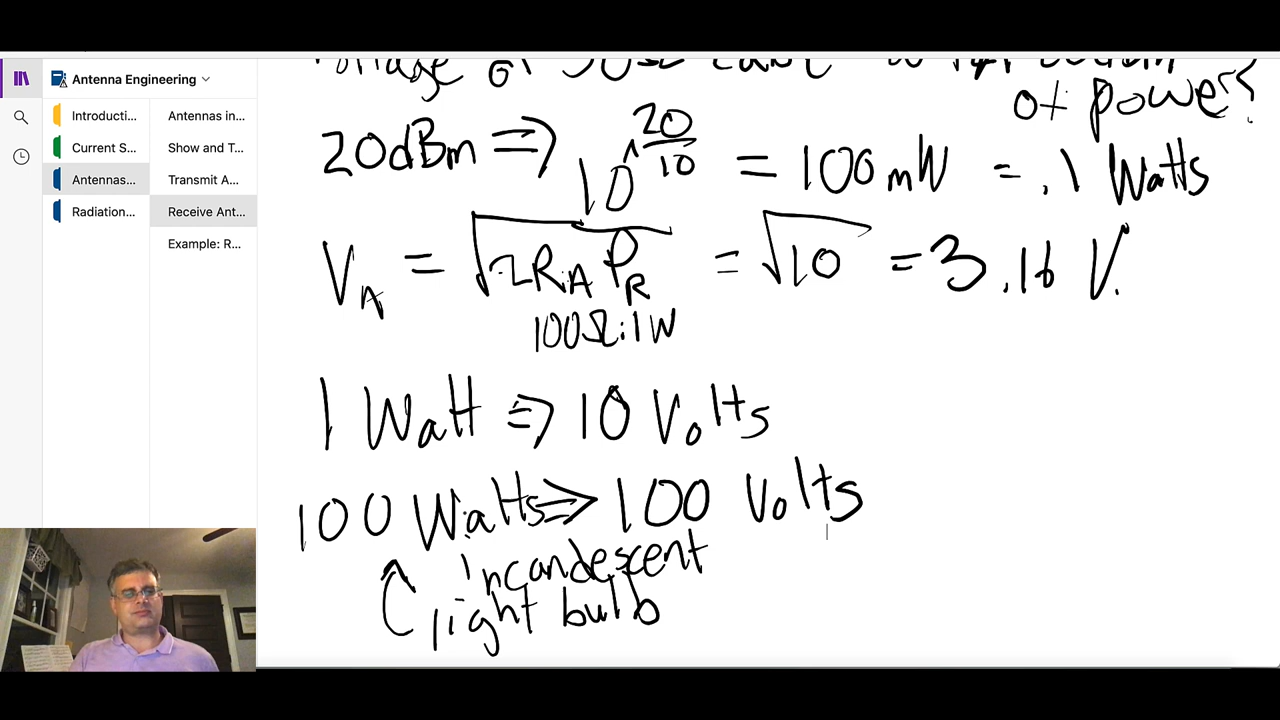 Antenna Engineering
Introducti...
Current S...
Antennas...
Radiation...
Antennas in...
Show and T...
Transmit A...
Receive Ant...
Example: R...
of power?
20dBm ⇒ 10^20/10 = 100 mW = .1 Watts
V_A = √2R_A P_R = √10 = 3.16 V.
100Ω .1W
1 Watt ⇒ 10 Volts
100 Watts ⇒ 100 Volts
incandescent
light bulb